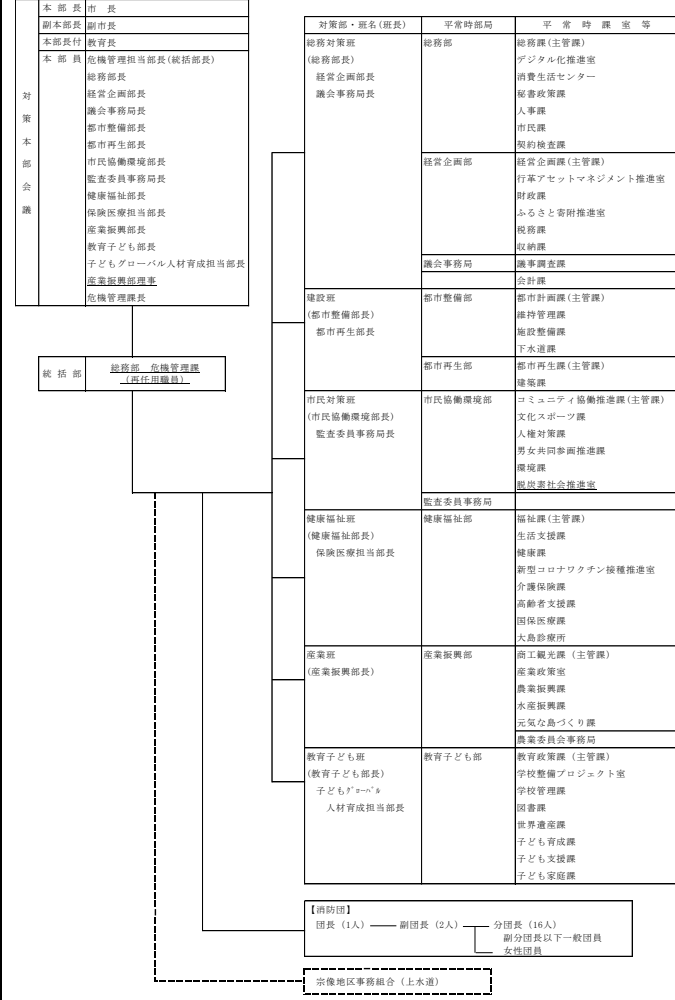 対策本部会議
本部長 市長
副本部長 副市長
本部長付 教育長
本部員 危機管理担当部長(統括部長)
総務部長
経営企画部長
議会事務局長
都市整備部長
都市再生部長
市民協働環境部長
監査委員事務局長
健康福祉部長
保険医療担当部長
産業振興部長
教育子ども部長
子どもグローバル人材育成担当部長
産業振興部理事
危機管理課長
統括部 総務部 危機管理課
(再任用職員)
対策部・班名(班長) 平常時部局 平常時課室等
総務対策班 総務部 総務課(主管課)
(総務部長) デジタル化推進室
経営企画部長 消費生活センター
議会事務局長 秘書政策課
人事課
市民課
契約検査課
経営企画部 経営企画課(主管課)
行革アセットマネジメント推進室
財政課
ふるさと寄附推進室
税務課
収納課
議会事務局 議事調査課
会計課
建設班 都市整備部 都市計画課(主管課)
(都市整備部長) 維持管理課
都市再生部長 施設整備課
下水道課
都市再生部 都市再生課(主管課)
建築課
市民対策班 市民協働環境部 コミュニティ協働推進課(主管課)
(市民協働環境部長) 文化スポーツ課
監査委員事務局長 人権対策課
男女共同参画推進課
環境課
脱炭素社会推進室
監査委員事務局
健康福祉班 健康福祉部 福祉課(主管課)
(健康福祉部長) 生活支援課
保険医療担当部長 健康課
新型コロナワクチン接種推進室
介護保険課
高齢者支援課
国保医療課
大島診療所
産業班 産業振興部 商工観光課(主管課)
(産業振興部長) 産業政策室
農業振興課
水産振興課
元気な島づくり課
農業委員会事務局
教育子ども班 教育子ども部 教育政策課(主管課)
(教育子ども部長) 学校整備プロジェクト室
子どもグローバル 学校管理課
人材育成担当部長 図書課
世界遺産課
子ども育成課
子ども支援課
子ども家庭課
【消防団】
団長(1人) 副団長(2人) 分団長(16人)
副分団長以下一般団員
女性団員
宗像地区事務組合(上水道)